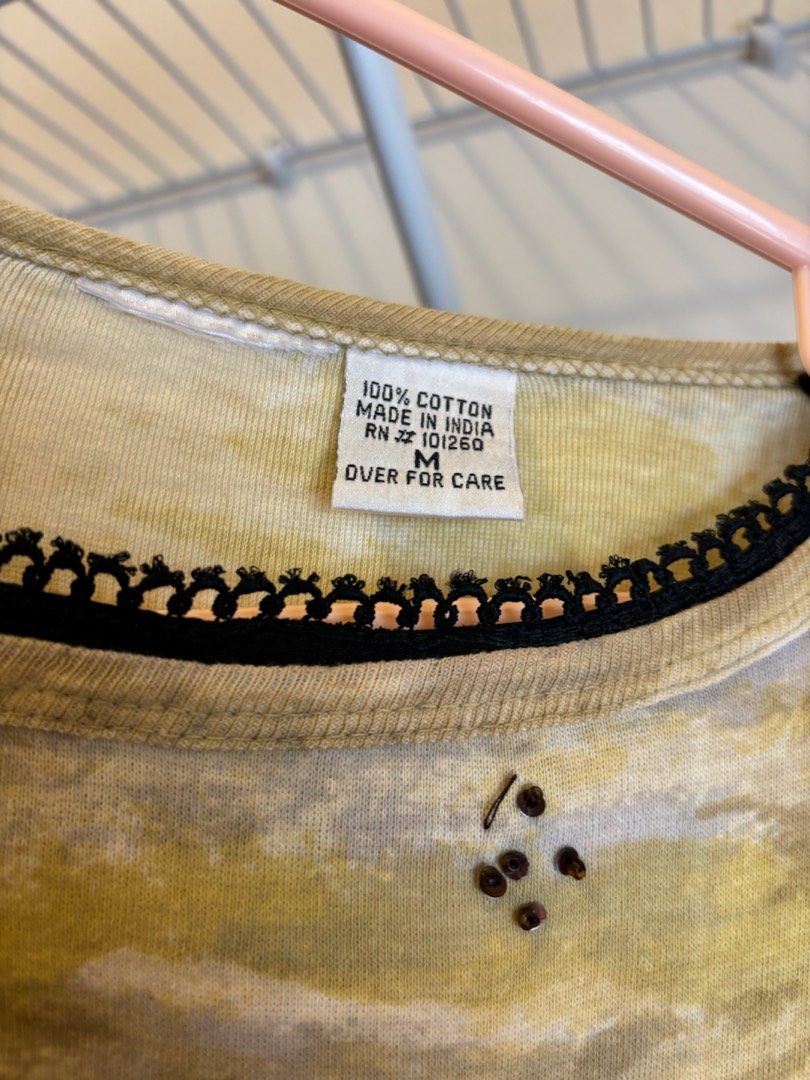 100% COTTON
MADE IN INDIA
RN # 101260
M
OVER FOR CARE